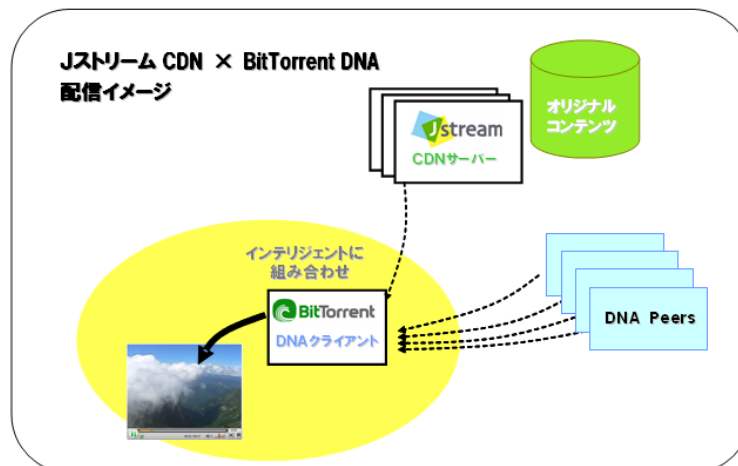 Jストリーム CDN × BitTorrent DNA
配信イメージ
オリジナル
コンテンツ
Jstream
CDNサーバー
インテリジェントに
組み合わせ
BitTorrent
DNAクライアント
DNA Peers